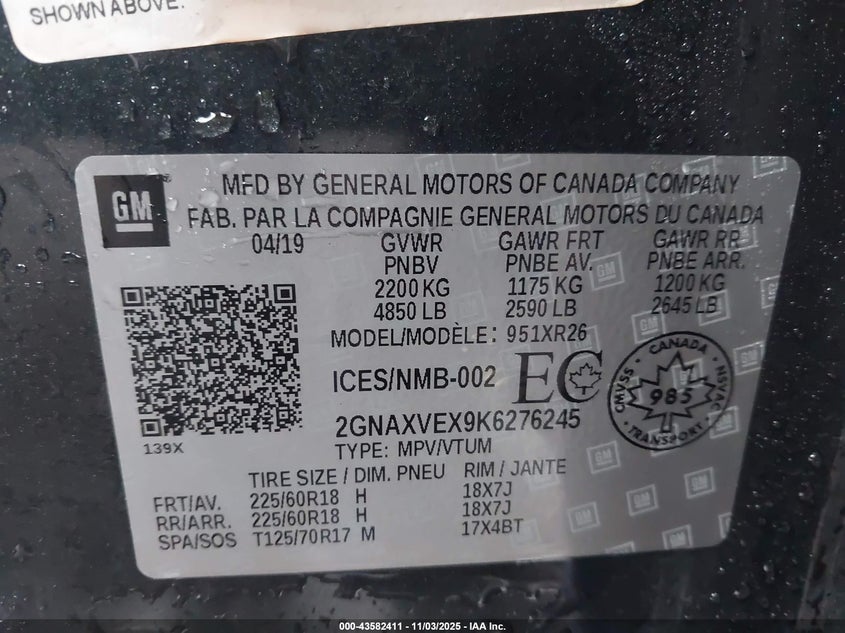 SHOWN ABOVE.
GM
MFD BY GENERAL MOTORS OF CANADA COMPANY
FAB. PAR LA COMPAGNIE GENERAL MOTORS DU CANADA
04/19 GVWR GAWR FRT GAWR RR
PNBV PNBE AV. PNBE ARR.
2200 KG 1175 KG 1200 KG
4850 LB 2590 LB 2645 LB
MODEL/MODÈLE: 951XR26
ICES/NMB-002 EC
CANADA
CMVSS 985 NSVAC
TRANSPORT
2GNAXVEX9K6276245
139X
TYPE: MPV/VTUM
TIRE SIZE / DIM. PNEU RIM / JANTE
FRT/AV. 225/60R18 H 18X7J
RR/ARR. 225/60R18 H 18X7J
SPA/SOS T125/70R17 M 17X4BT
000-43582411 - 11/03/2025 - IAA Inc.